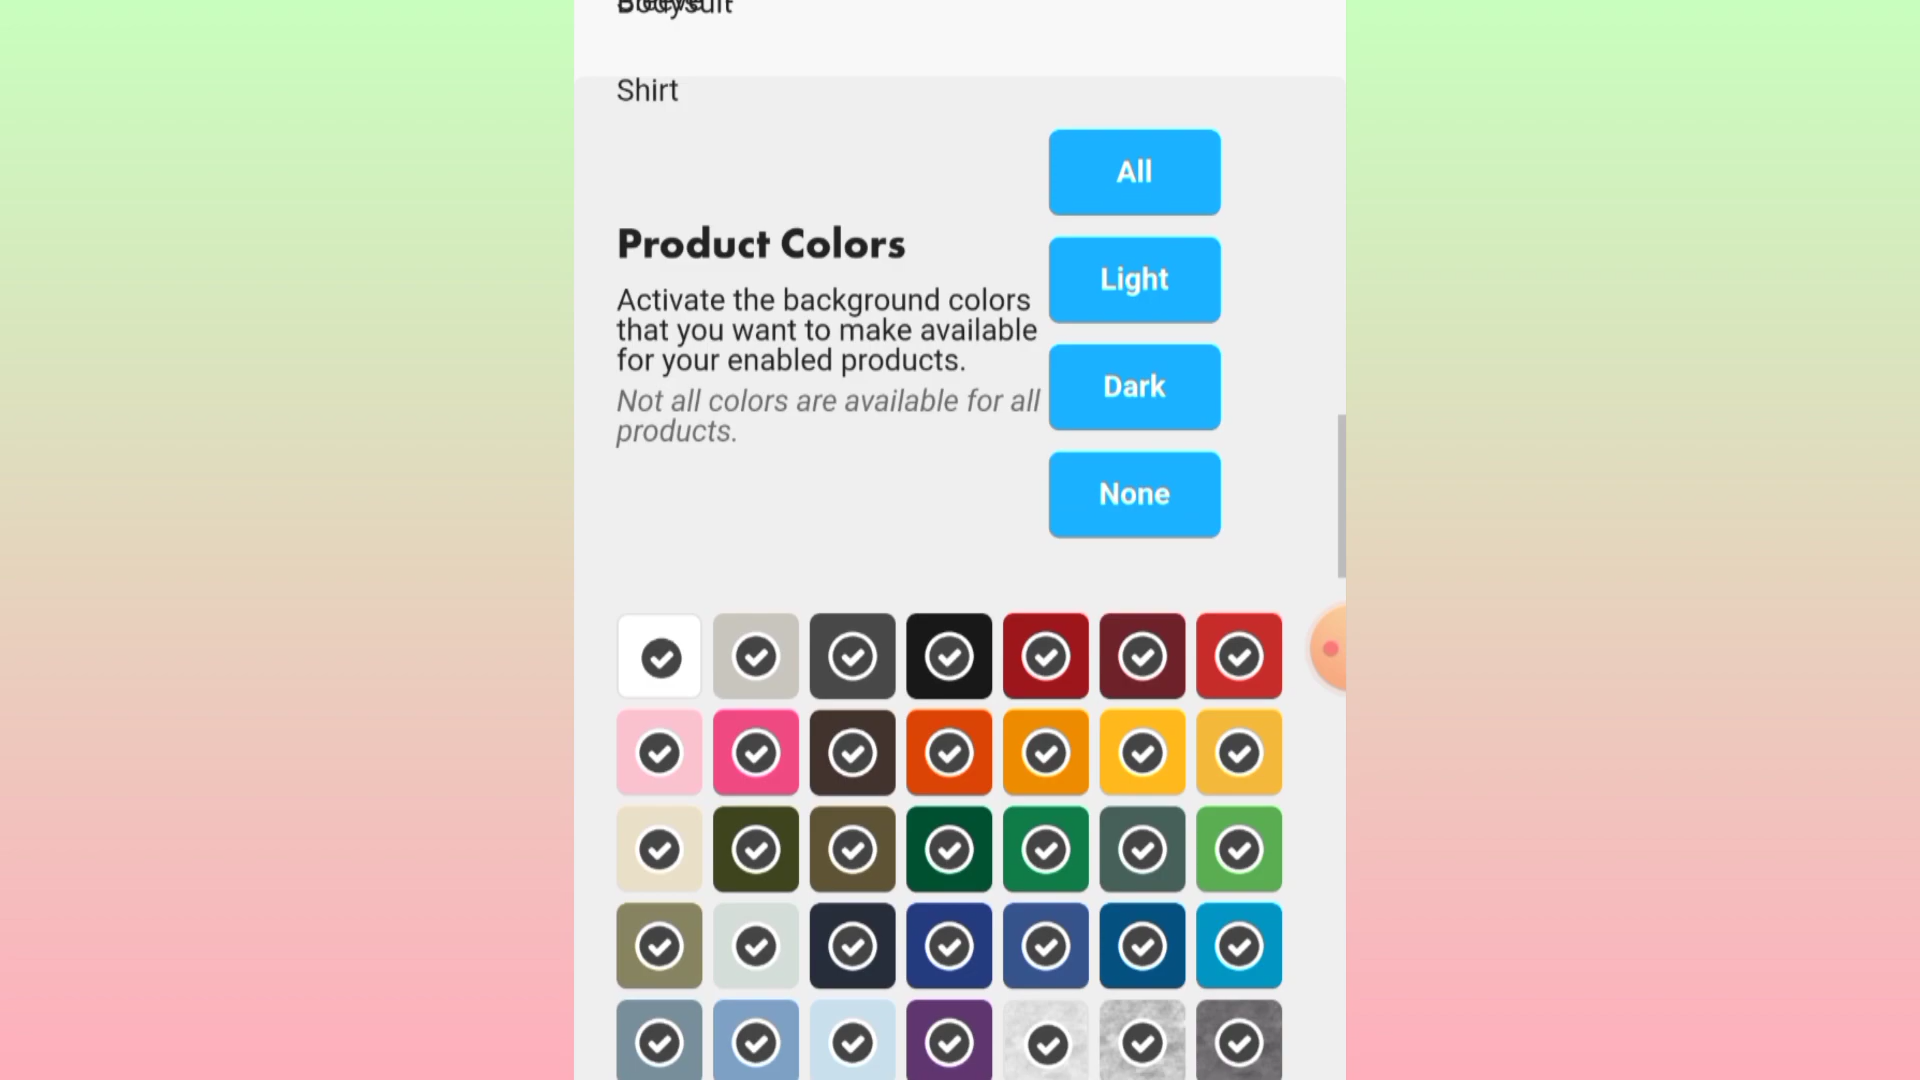 Bodysuit
Shirt
All
Product Colors
Light
Activate the background colors
that you want to make available
for your enabled products.
Dark
Not all colors are available for all
products.
None